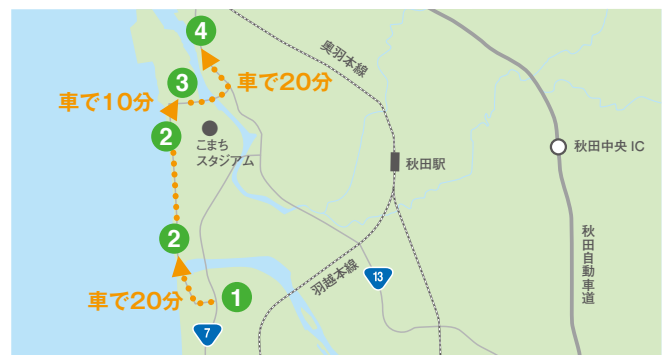 4
奥羽本線
3
車で20分
車で10分
2
こまち
スタジアム
秋田中央 IC
秋田駅
秋田自動車道
2
羽越本線
13
車で20分
1
7